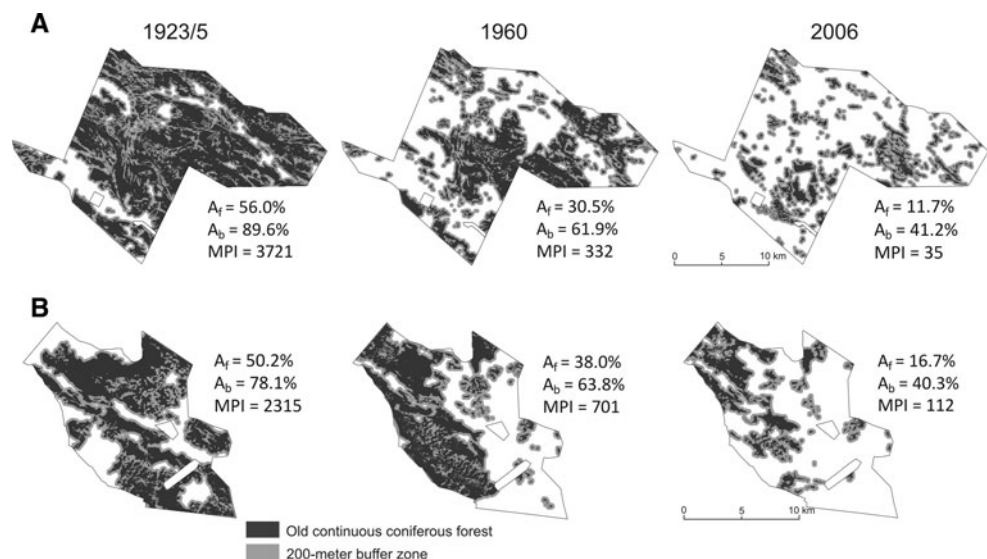 A
1923/5
1960
2006
A_f = 56.0%
A_b = 89.6%
MPI = 3721
A_f = 30.5%
A_b = 61.9%
MPI = 332
A_f = 11.7%
A_b = 41.2%
MPI = 35
0 5 10 km
B
A_f = 50.2%
A_b = 78.1%
MPI = 2315
A_f = 38.0%
A_b = 63.8%
MPI = 701
A_f = 16.7%
A_b = 40.3%
MPI = 112
0 5 10 km
Old continuous coniferous forest
200-meter buffer zone